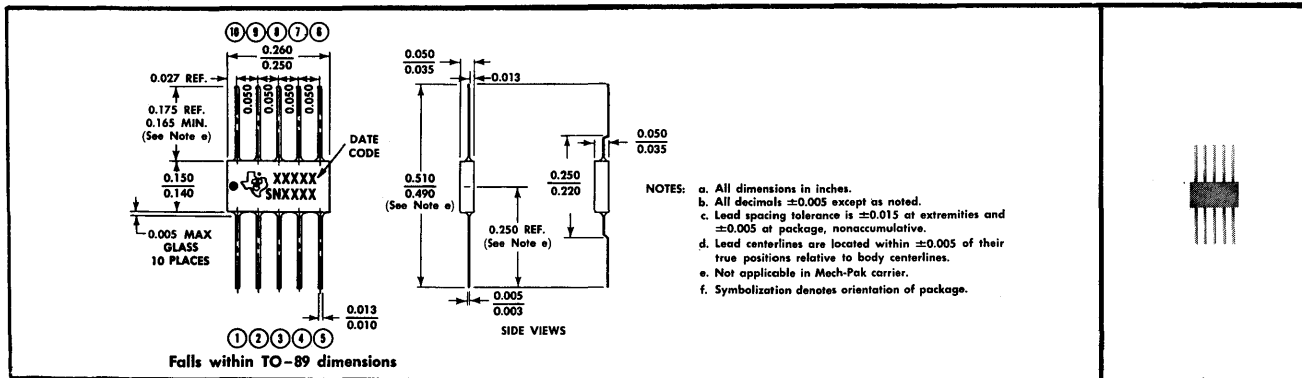 10 9 8 7 6
0.260
0.250
0.027 REF.
0.050 0.050 0.050 0.050
0.175 REF.
0.165 MIN.
(See Note e)
DATE
CODE
XXXXX
SNXXXX
0.150
0.140
0.005 MAX
GLASS
10 PLACES
0.013
0.010
1 2 3 4 5
Falls within TO-89 dimensions
0.050
0.035
0.013
0.510
0.490
(See Note e)
0.250 REF.
(See Note e)
0.005
0.003
0.250
0.220
0.050
0.035
SIDE VIEWS
NOTES: a. All dimensions in inches.
b. All decimals ±0.005 except as noted.
c. Lead spacing tolerance is ±0.015 at extremities and
±0.005 at package, nonaccumulative.
d. Lead centerlines are located within ±0.005 of their
true positions relative to body centerlines.
e. Not applicable in Mech-Pak carrier.
f. Symbolization denotes orientation of package.